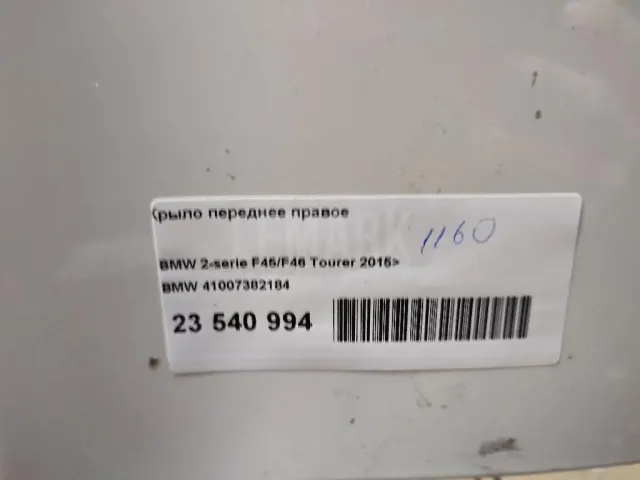 Крыло переднее правое
1160
BMW 2-serie F45/F46 Tourer 2015>
BMW 41007382184
23 540 994